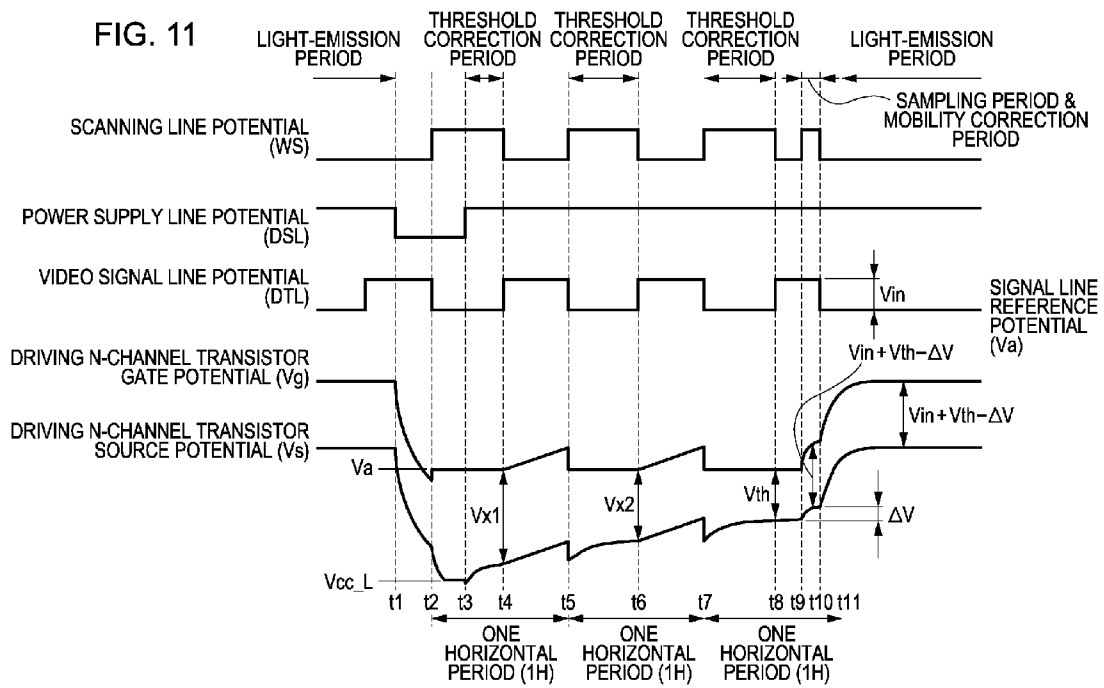 FIG. 11
LIGHT-EMISSION
PERIOD
THRESHOLD
CORRECTION
PERIOD
THRESHOLD
CORRECTION
PERIOD
THRESHOLD
CORRECTION
PERIOD
LIGHT-EMISSION
PERIOD
SAMPLING PERIOD &
MOBILITY CORRECTION
PERIOD
SCANNING LINE POTENTIAL
(WS)
POWER SUPPLY LINE POTENTIAL
(DSL)
VIDEO SIGNAL LINE POTENTIAL
(DTL)
Vin
SIGNAL LINE
REFERENCE
POTENTIAL
(Va)
DRIVING N-CHANNEL TRANSISTOR
GATE POTENTIAL (Vg)
Vin + Vth-ΔV
Vin + Vth-ΔV
DRIVING N-CHANNEL TRANSISTOR
SOURCE POTENTIAL (Vs)
Va
Vx1
Vx2
Vth
ΔV
Vcc_L
t1 t2 t3 t4 t5 t6 t7 t8 t9 t10 t11
ONE
HORIZONTAL
PERIOD (1H)
ONE
HORIZONTAL
PERIOD (1H)
ONE
HORIZONTAL
PERIOD (1H)